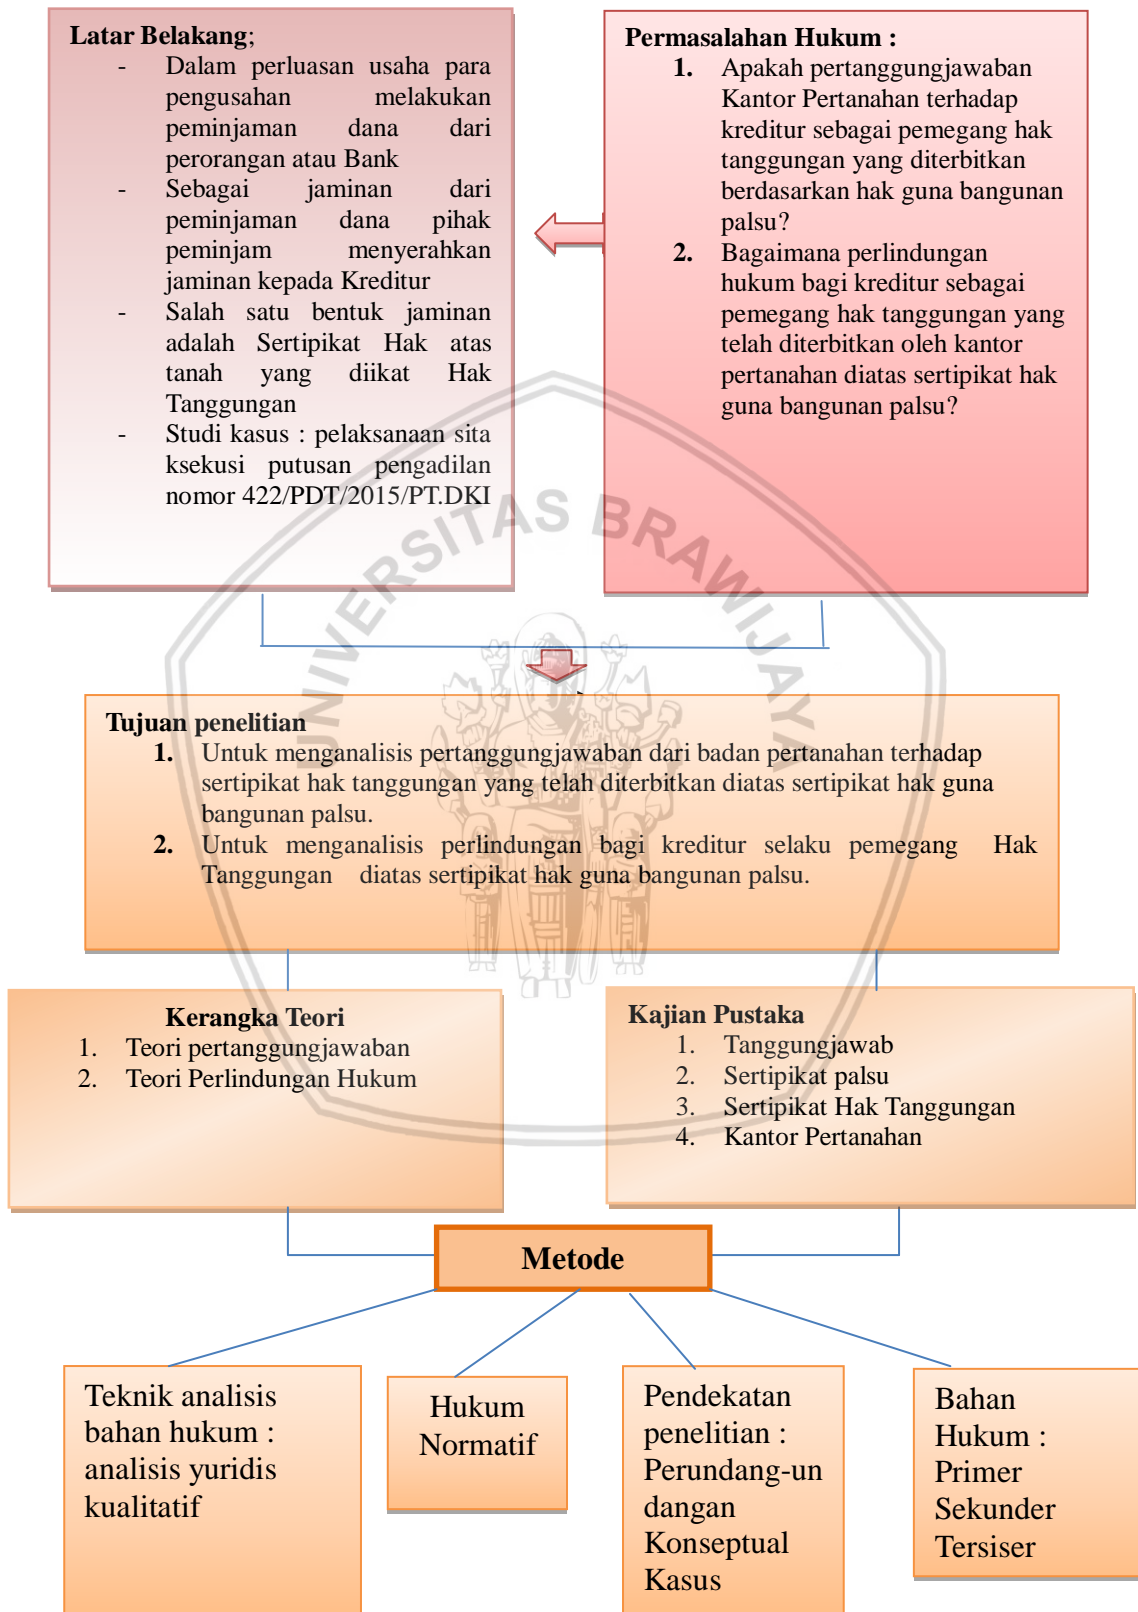 Latar Belakang;
- Dalam perluasan usaha para
pengusahan melakukan
peminjaman dana dari
perorangan atau Bank
- Sebagai jaminan dari
peminjaman dana pihak
peminjam menyerahkan
jaminan kepada Kreditur
- Salah satu bentuk jaminan
adalah Sertipikat Hak atas
tanah yang diikat Hak
Tanggungan
- Studi kasus : pelaksanaan sita
ksekusi putusan pengadilan
nomor 422/PDT/2015/PT.DKI
Permasalahan Hukum :
1. Apakah pertanggungjawaban
Kantor Pertanahan terhadap
kreditur sebagai pemegang hak
tanggungan yang diterbitkan
berdasarkan hak guna bangunan
palsu?
2. Bagaimana perlindungan
hukum bagi kreditur sebagai
pemegang hak tanggungan yang
telah diterbitkan oleh kantor
pertanahan diatas sertipikat hak
guna bangunan palsu?
UNIVERSITAS BRAWIJAYA
Tujuan penelitian
1. Untuk menganalisis pertanggungjawaban dari badan pertanahan terhadap
sertipikat hak tanggungan yang telah diterbitkan diatas sertipikat hak guna
bangunan palsu.
2. Untuk menganalisis perlindungan bagi kreditur selaku pemegang Hak
Tanggungan diatas sertipikat hak guna bangunan palsu.
Kerangka Teori
1. Teori pertanggungjawaban
2. Teori Perlindungan Hukum
Kajian Pustaka
1. Tanggungjawab
2. Sertipikat palsu
3. Sertipikat Hak Tanggungan
4. Kantor Pertanahan
Metode
Teknik analisis
bahan hukum :
analisis yuridis
kualitatif
Hukum
Normatif
Pendekatan
penelitian :
Perundang-un
dangan
Konseptual
Kasus
Bahan
Hukum :
Primer
Sekunder
Tersiser